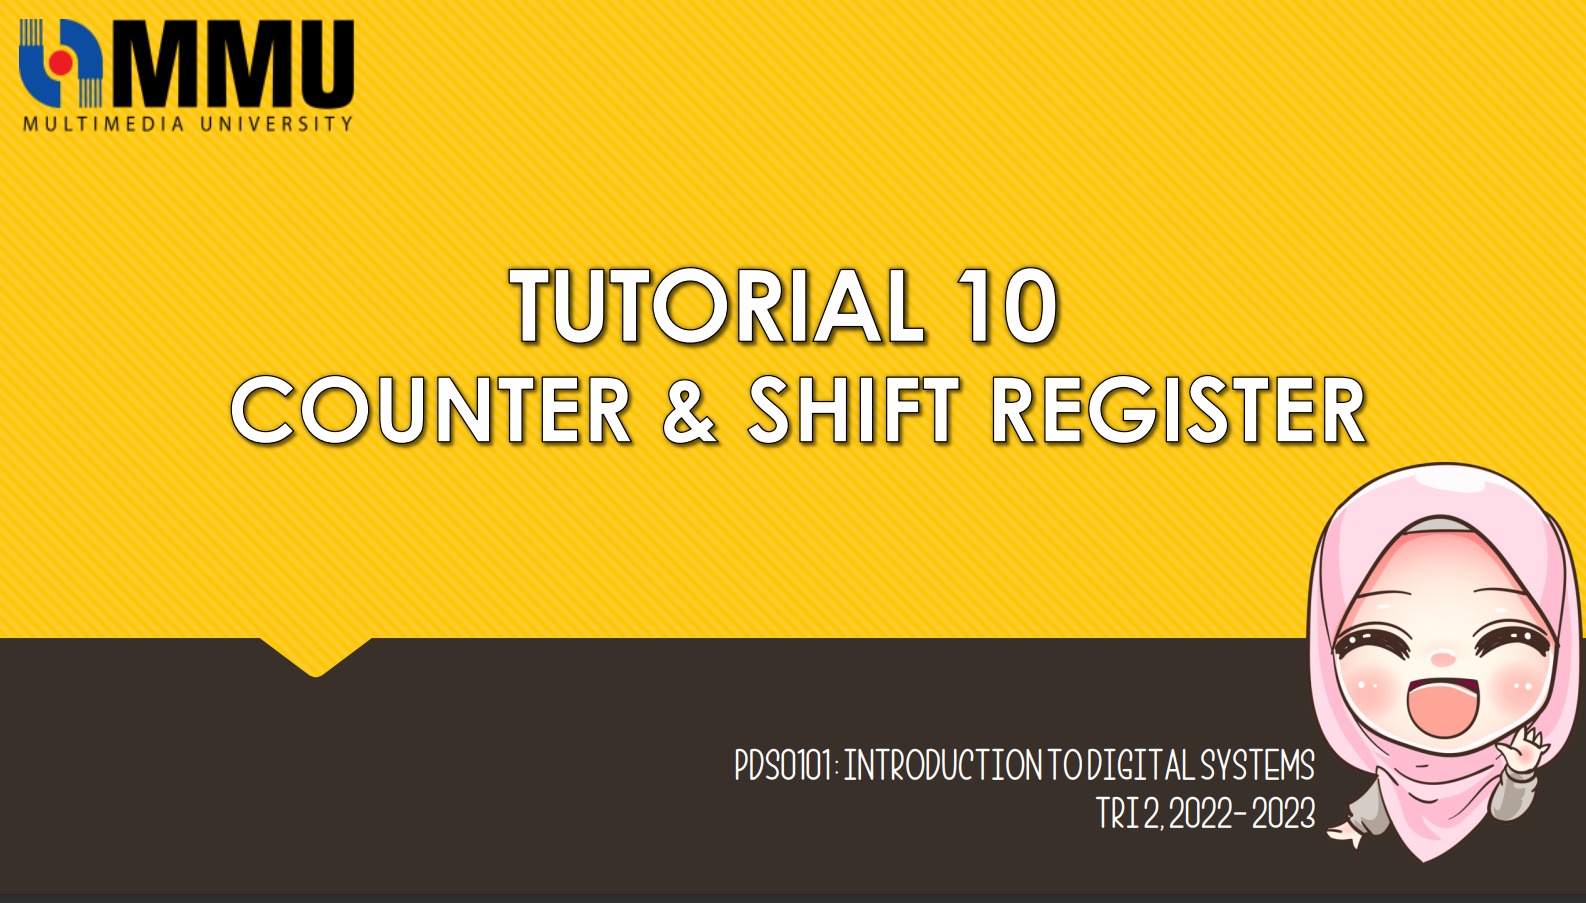 MMU
MULTIMEDIA UNIVERSITY
TUTORIAL 10
COUNTER & SHIFT REGISTER
PDS0101 : INTRODUCTION TO DIGITAL SYSTEMS
TRI 2, 2022- 2023